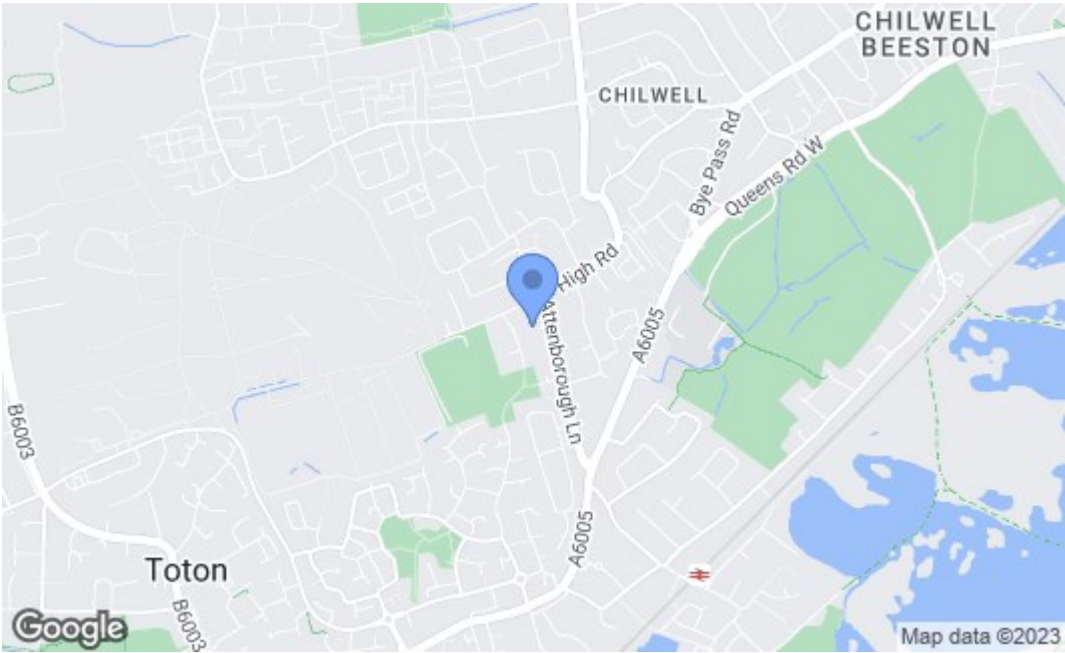 CHILWELL
BEESTON
CHILWELL
Bye Pass Rd
Queens Rd W
High Rd
Attenborough Ln
A6005
B6003
A6005
Toton
B6003
Google
Map data ©2023